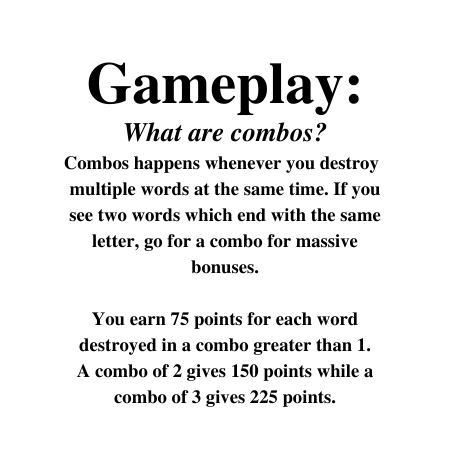 Gameplay:
What are combos?
Combos happens whenever you destroy
multiple words at the same time. If you
see two words which end with the same
letter, go for a combo for massive
bonuses.
You earn 75 points for each word
destroyed in a combo greater than 1.
A combo of 2 gives 150 points while a
combo of 3 gives 225 points.